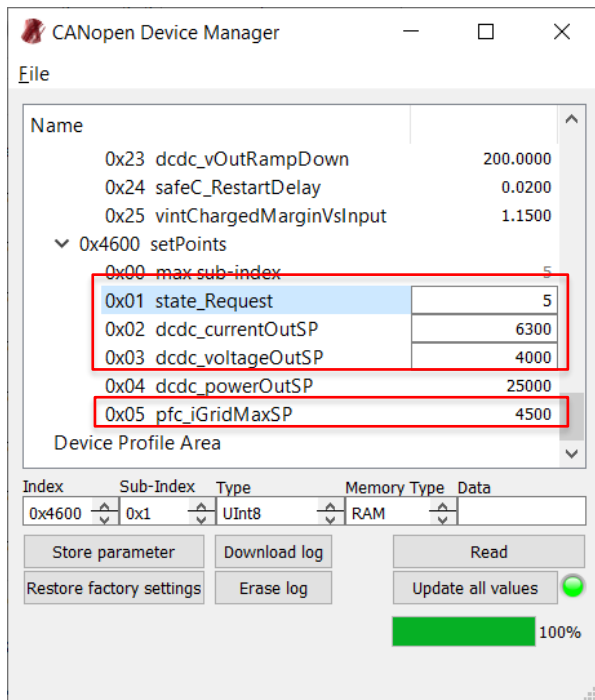 CANopen Device Manager
File
Name
0x23 dcdc_vOutRampDown 200.0000
0x24 safeC_RestartDelay 0.0200
0x25 vintChargedMarginVsInput 1.1500
0x4600 setPoints
0x00 max sub-index 5
0x01 state_Request 5
0x02 dcdc_currentOutSP 6300
0x03 dcdc_voltageOutSP 4000
0x04 dcdc_powerOutSP 25000
0x05 pfc_iGridMaxSP 4500
Device Profile Area
Index Sub-Index Type Memory Type Data
0x4600 0x1 UInt8 RAM
Store parameter Download log Read
Restore factory settings Erase log Update all values
100%